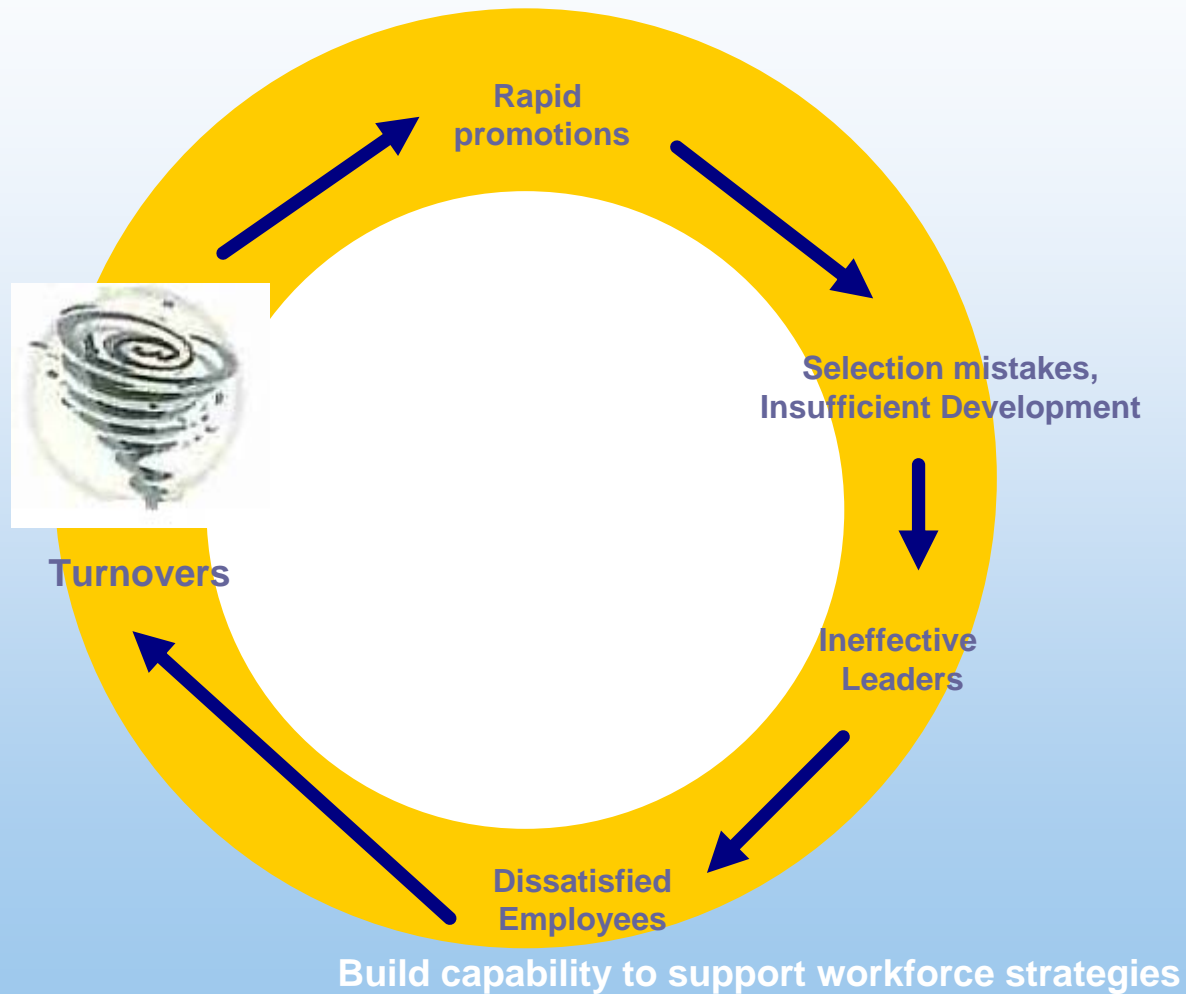 Rapid
promotions
Selection mistakes,
Insufficient Development
Turnovers
Ineffective
Leaders
Dissatisfied
Employees
Build capability to support workforce strategies